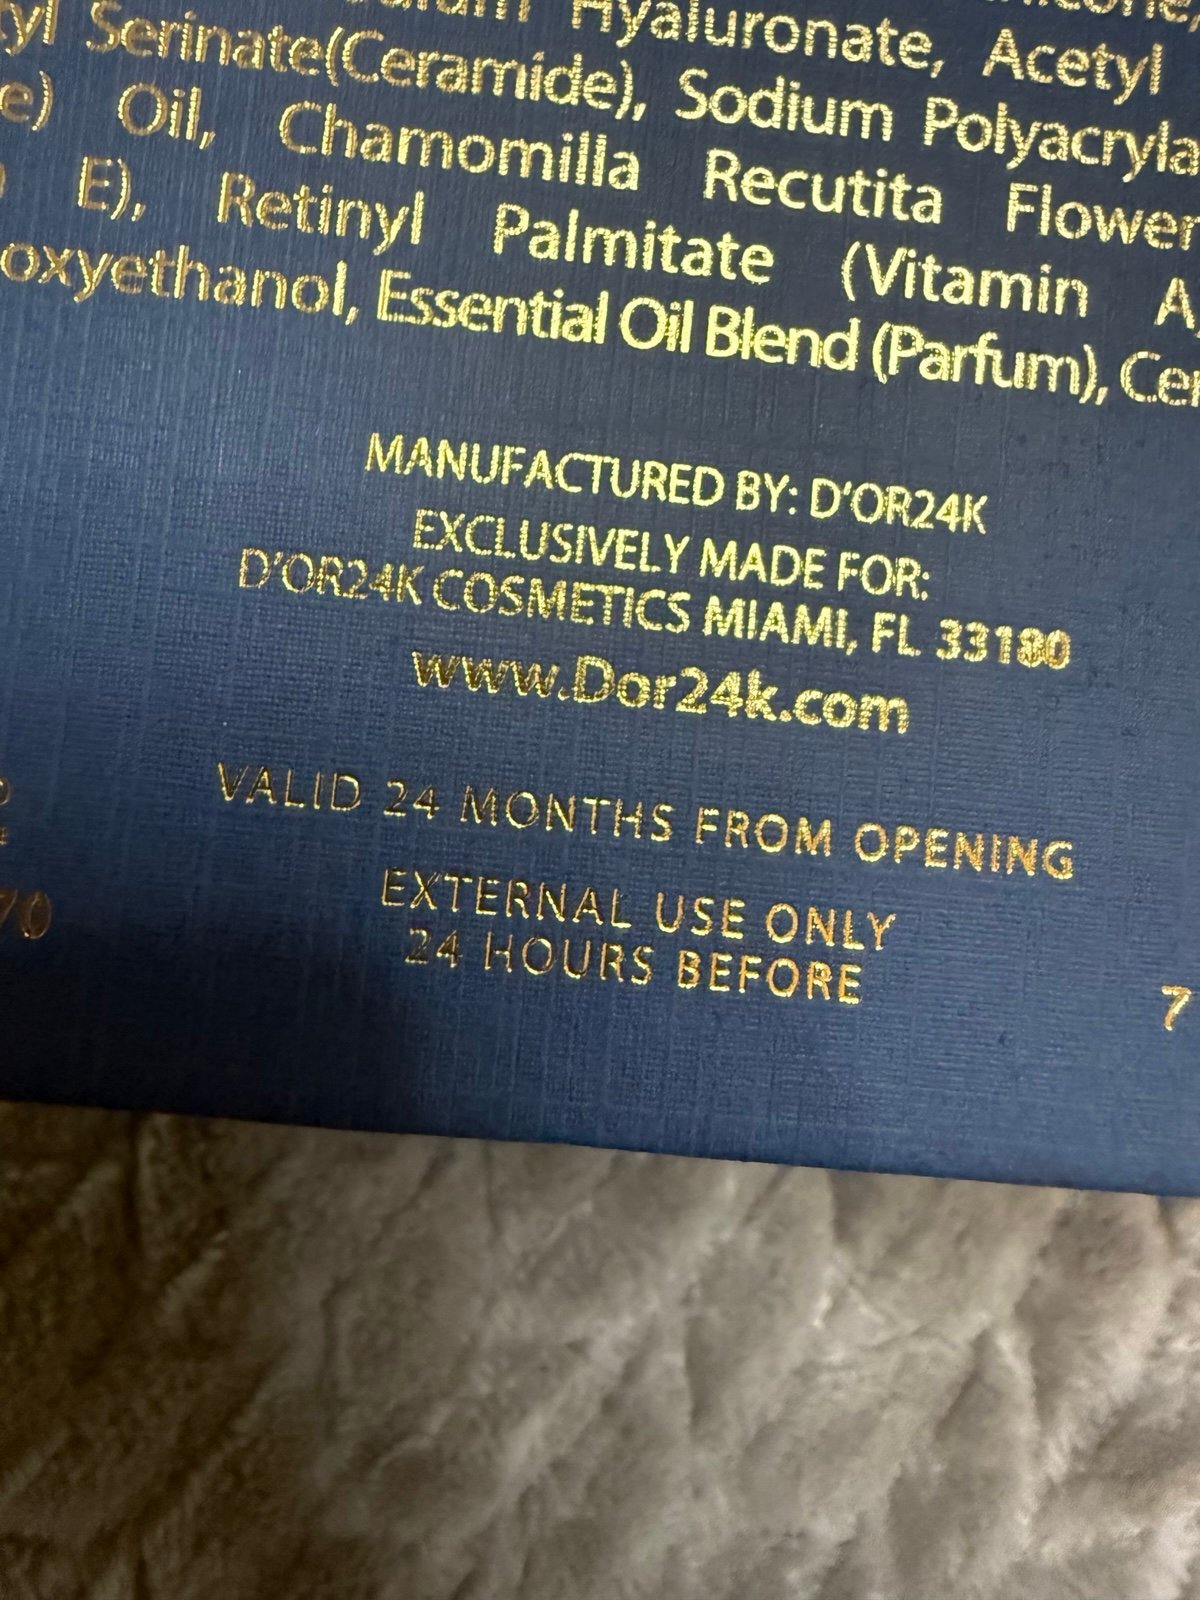 Hyaluronate, Acetyl
Serinate(Ceramide), Sodium
Oil, Chamomilla Recutita Flower
E), Retinyl Palmitate (Vitamin A
Essential Oil Blend (Parfum),
MANUFACTURED BY: D'OR24K
EXCLUSIVELY MADE FOR:
D'OR24K COSMETICS MIAMI, FL 33180
www.Dor24k.com
VALID 24 MONTHS FROM OPENING
EXTERNAL USE ONLY
24 HOURS BEFORE
70
7